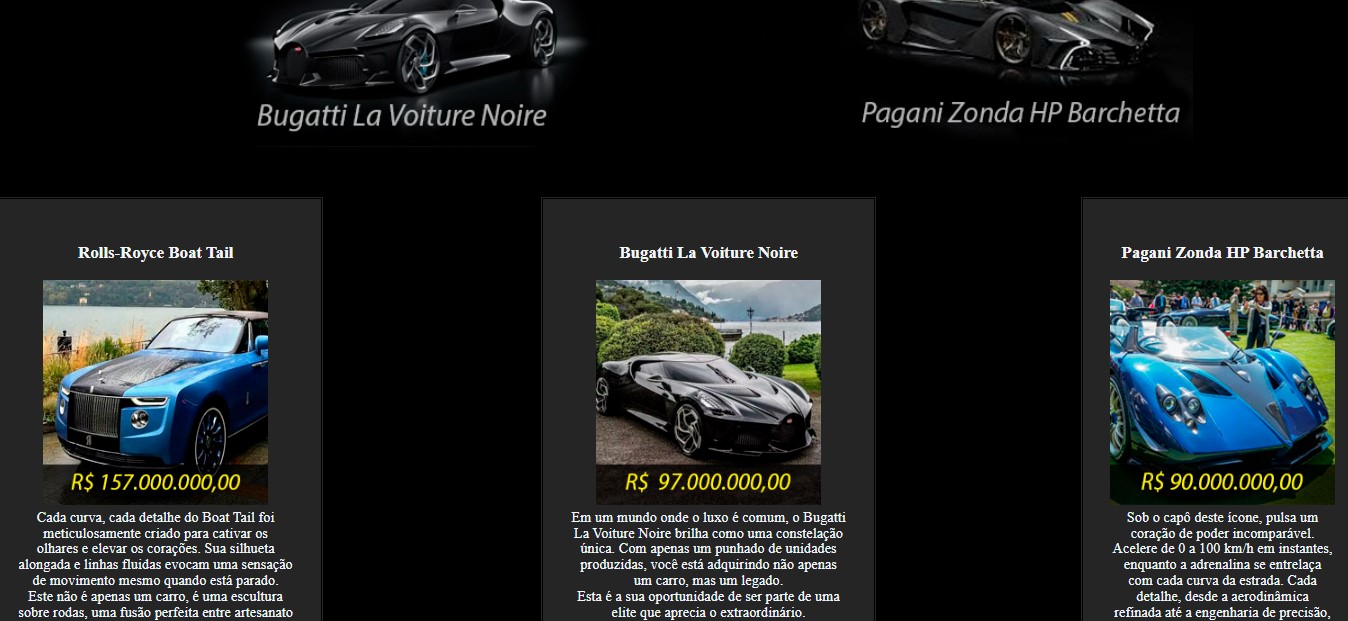 Bugatti La Voiture Noire
Pagani Zonda HP Barchetta
Rolls-Royce Boat Tail
R$ 157.000.000,00
Cada curva, cada detalhe do Boat Tail foi
meticulosamente criado para cativar os
olhares e elevar os corações. Sua silhueta
alongada e linhas fluidas evocam uma sensação
de movimento mesmo quando está parado.
Este não é apenas um carro, é uma escultura
sobre rodas, uma fusão perfeita entre artesanato
Bugatti La Voiture Noire
R$ 97.000.000,00
Em um mundo onde o luxo é comum, o Bugatti
La Voiture Noire brilha como uma constelação
única. Com apenas um punhado de unidades
produzidas, você está adquirindo não apenas
um carro, mas um legado.
Esta é a sua oportunidade de ser parte de uma
elite que aprecia o extraordinário.
Pagani Zonda HP Barchetta
R$ 90.000.000,00
Sob o capô deste ícone, pulsa um
coração de poder incomparável.
Acelere de 0 a 100 km/h em instantes,
enquanto a adrenalina se entrelaça
com cada curva da estrada. Cada
detalhe, desde a aerodinâmica
refinada até a engenharia de precisão,